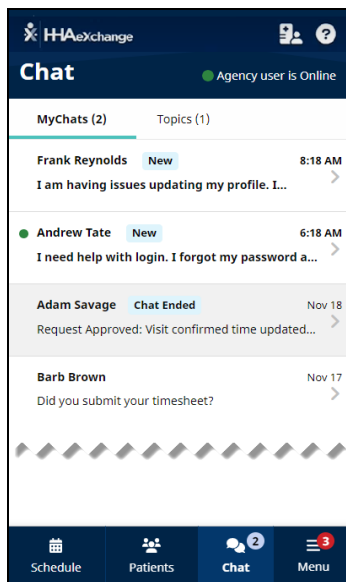 HHAeXchange
?
Chat
Agency user is Online
MyChats (2)
Topics (1)
Frank Reynolds New 8:18 AM
I am having issues updating my profile. I...
Andrew Tate New 6:18 AM
I need help with login. I forgot my password a...
Adam Savage Chat Ended Nov 18
Request Approved: Visit confirmed time updated...
Barb Brown Nov 17
Did you submit your timesheet?
2
3
Schedule
Patients
Chat
Menu